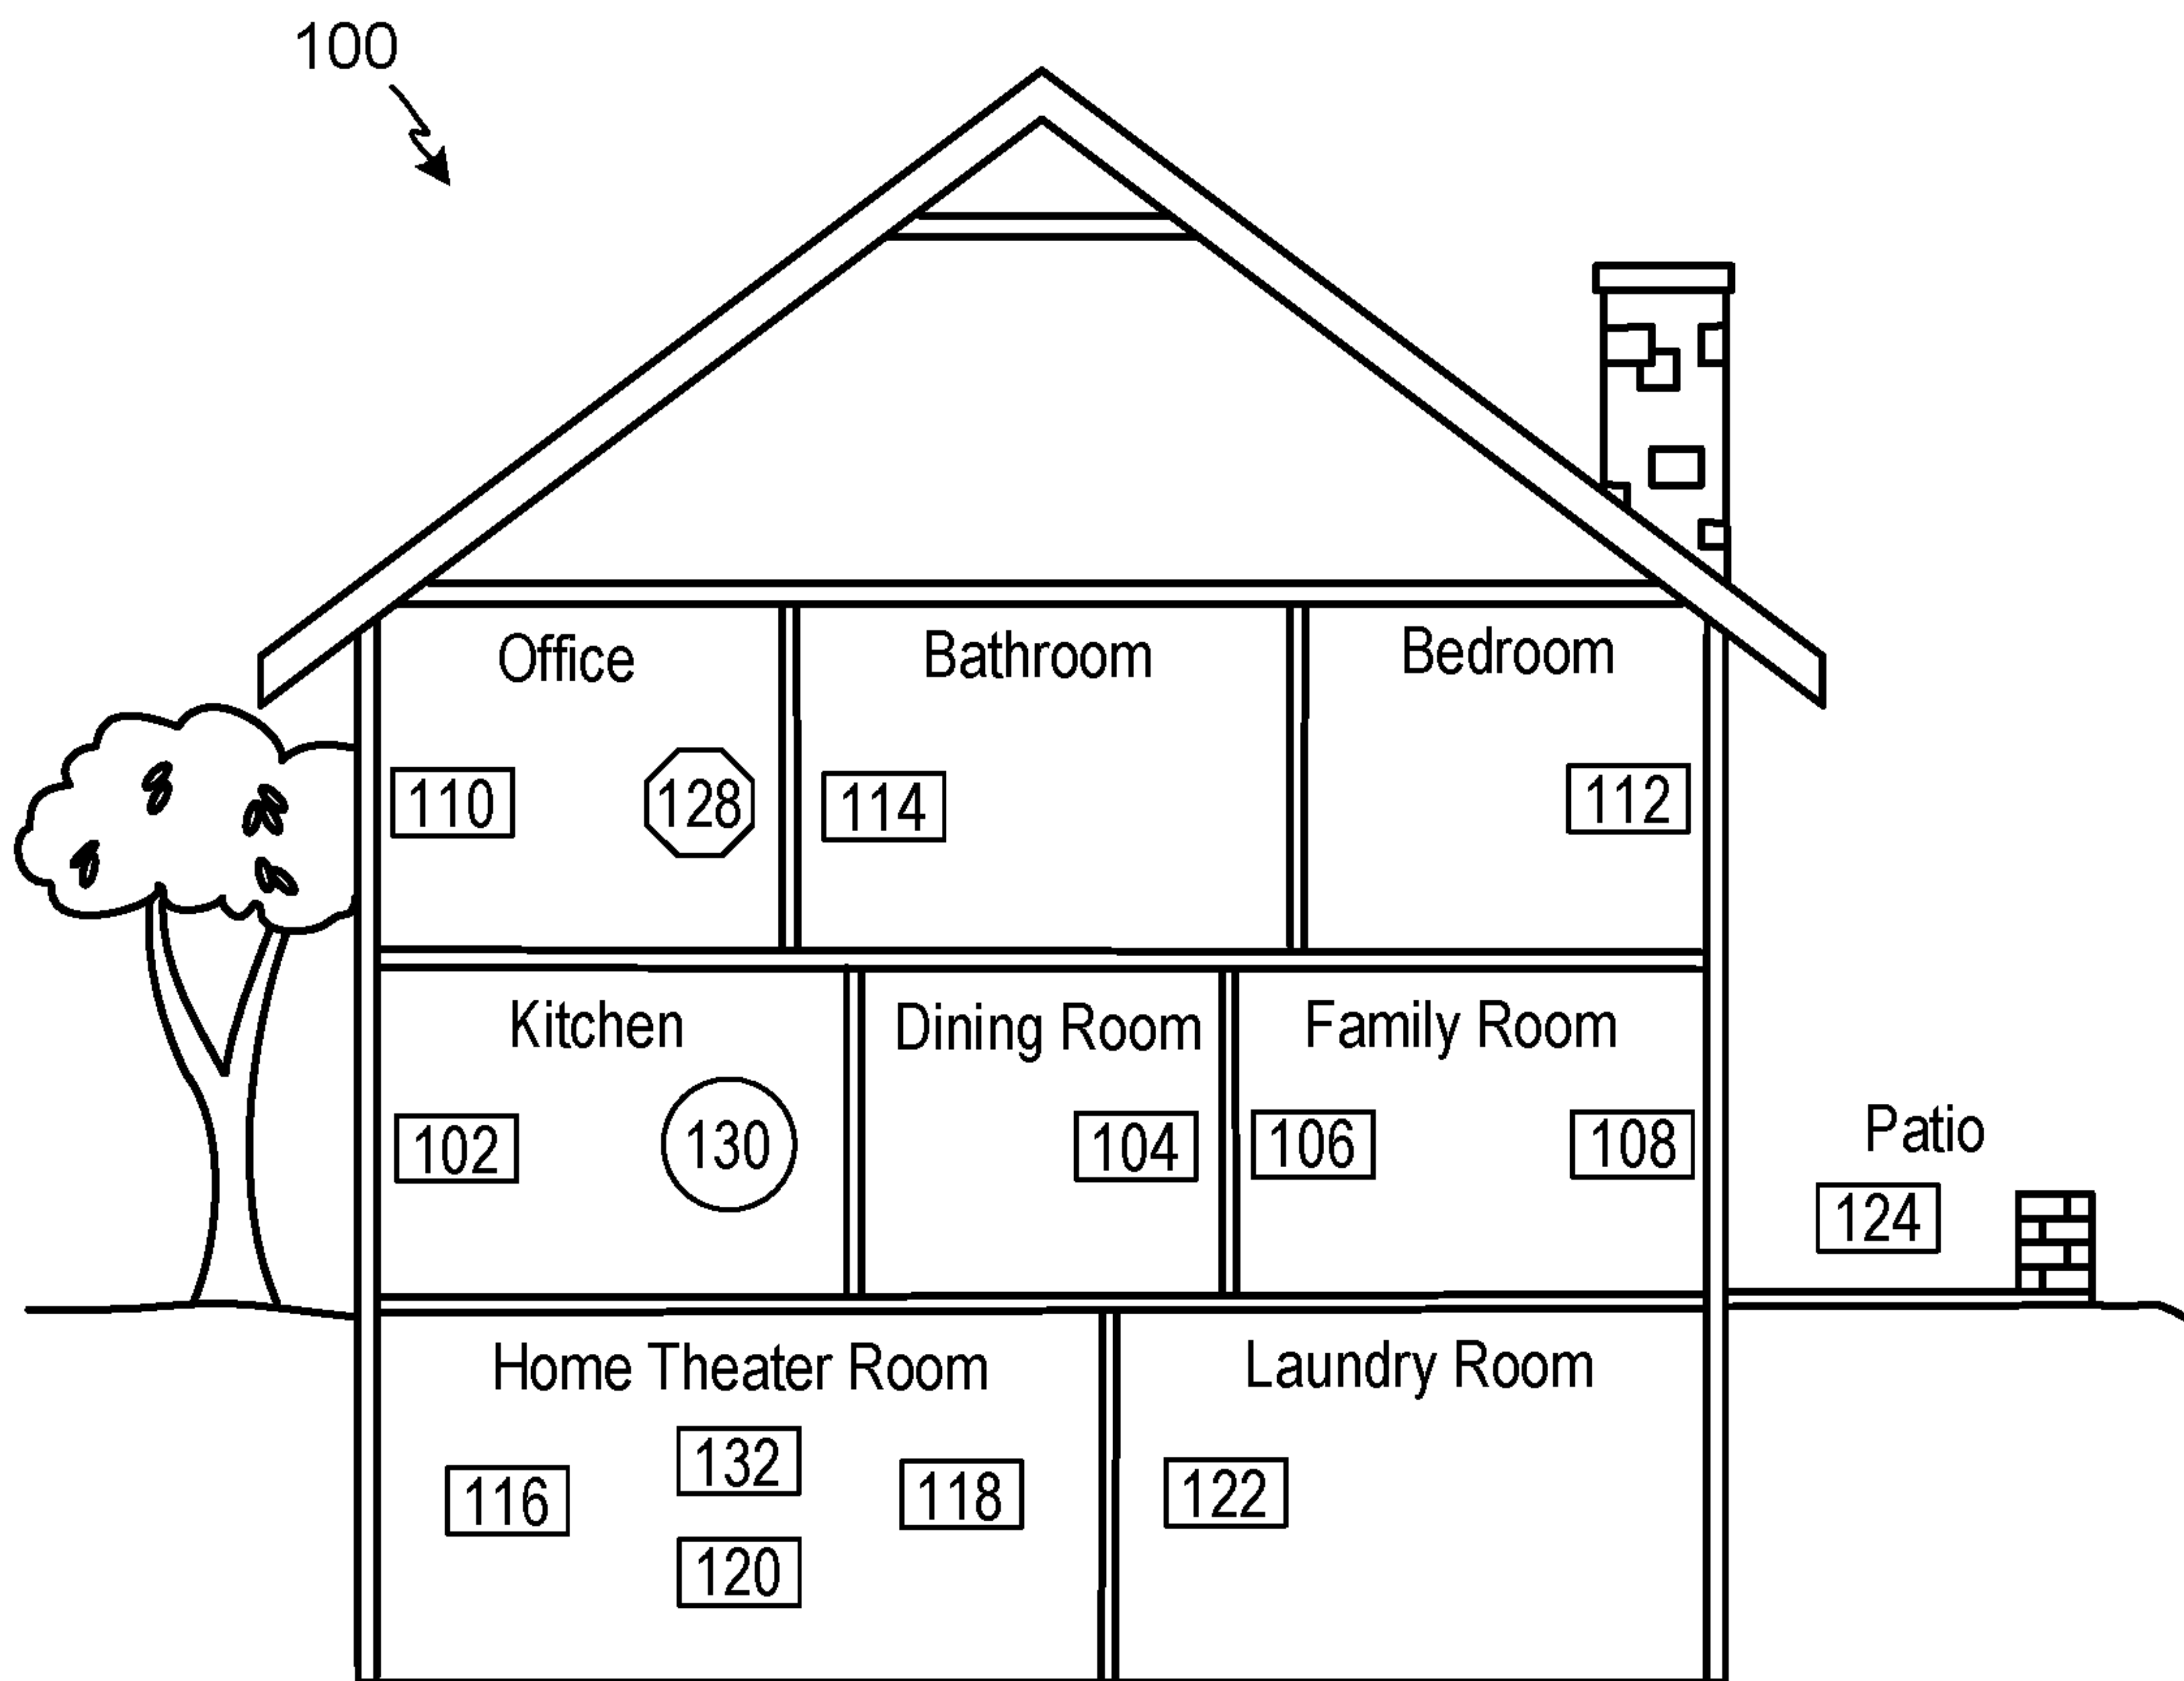 100
Office
Bathroom
Bedroom
110
128
114
112
Kitchen
Dining Room
Family Room
102
130
104
106
108
Patio
124
Home Theater Room
Laundry Room
116
132
118
122
120